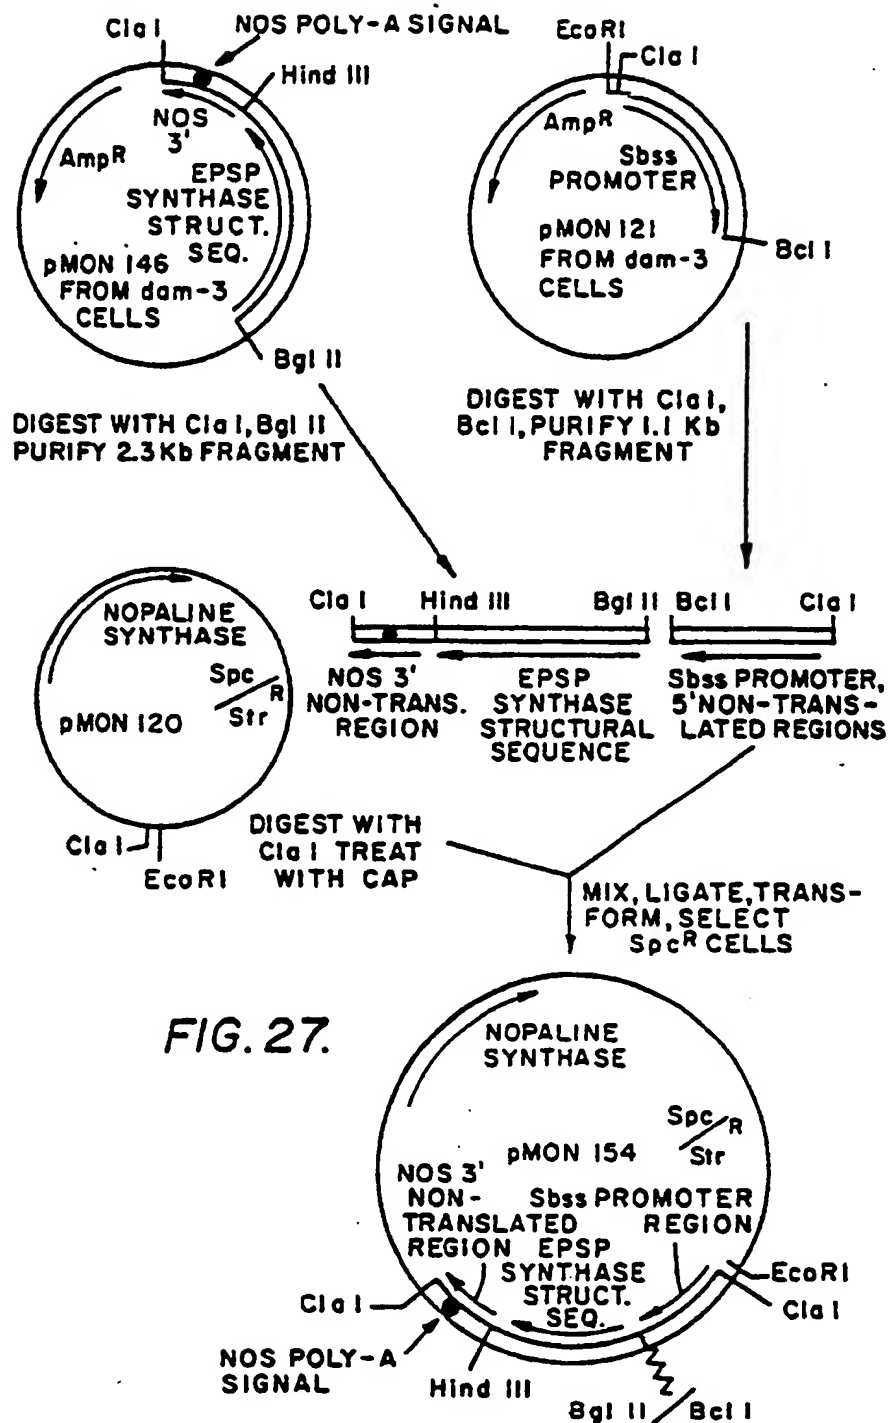 Cla I
NOS POLY-A SIGNAL
Hind III
NOS
3'
AmpR
EPSP
SYNTHASE
STRUCT.
SEQ.
pMON 146
FROM dam-3
CELLS
Bgl II
EcoRI
Cla I
AmpR
Sbss
PROMOTER
pMON 121
FROM dam-3
CELLS
Bcl I
DIGEST WITH Cla I, Bgl II
PURIFY 2.3Kb FRAGMENT
DIGEST WITH Cla I,
Bcl I, PURIFY 1.1 Kb
FRAGMENT
NOPALINE
SYNTHASE
Spc
R
Str
pMON 120
Cla I
EcoRI
Cla I Hind III Bgl II Bcl I Cla I
NOS 3'
NON-TRANS.
REGION
EPSP
SYNTHASE
STRUCTURAL
SEQUENCE
Sbss PROMOTER,
5'NON-TRANS-
LATED REGIONS
DIGEST WITH
Cla I TREAT
WITH CAP
MIX, LIGATE, TRANS-
FORM, SELECT
SpcR CELLS
FIG. 27.
NOPALINE
SYNTHASE
Spc
R
Str
pMON 154
NOS 3'
NON-
TRANSLATED
REGION
Sbss PROMOTER
REGION
EPSP
SYNTHASE
STRUCT.
SEQ.
EcoRI
Cla I
Cla I
NOS POLY-A
SIGNAL
Hind III
Bgl II / Bcl I